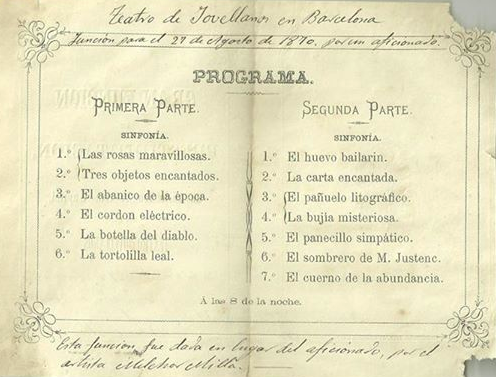 Teatro de Jovellanos en Barcelona
Función para el 27 de Agosto de 1870. por un aficionado.
PROGRAMA.
PRIMERA PARTE.
SINFONÍA.
1.º Las rosas maravillosas.
2.º Tres objetos encantados.
3.º El abanico de la época.
4.º El cordon eléctrico.
5.º La botella del diablo.
6.º La tortolilla leal.
SEGUNDA PARTE.
SINFONÍA.
1.º El huevo bailarin.
2.º La carta encantada.
3.º El pañuelo litográfico.
4.º La bujía misteriosa.
5.º El panecillo simpático.
6.º El sombrero de M. Justenc.
7.º El cuerno de la abundancia.
Á las 8 de la noche.
Esta funcion fue dada en lugar del aficionado, por el
artista Melchor Millá.